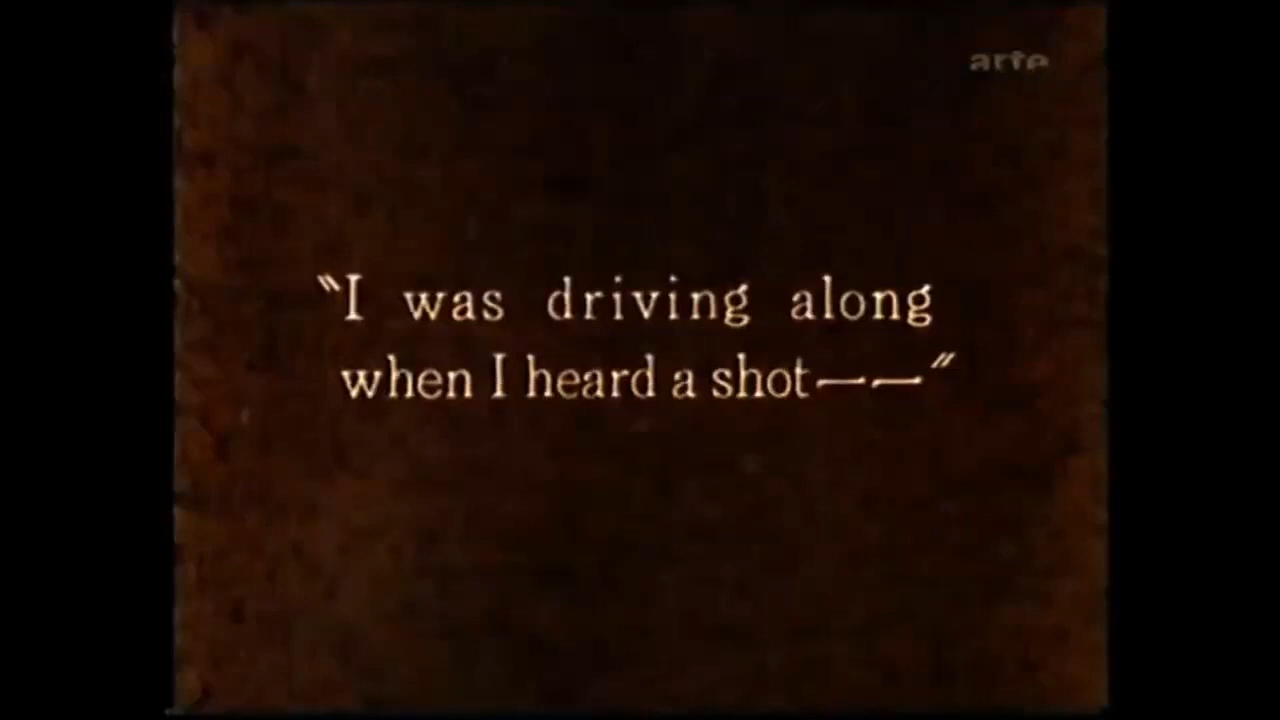 arte
"I was driving along
when I heard a shot——"